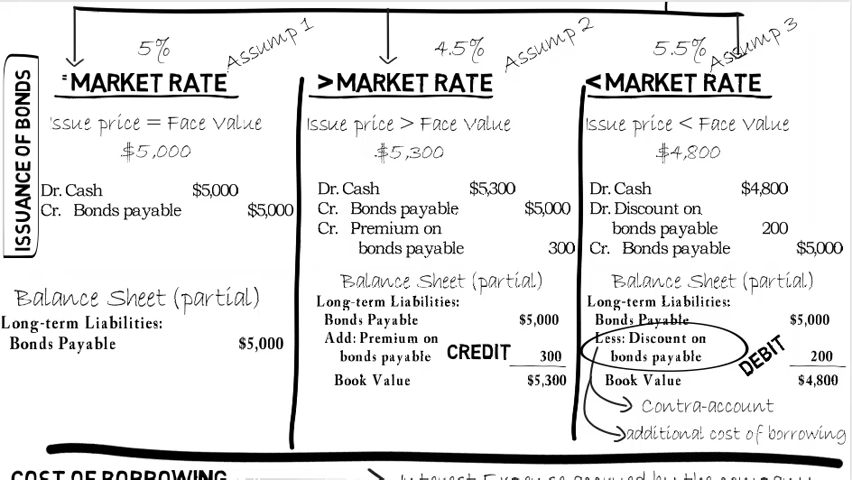 ISSUANCE OF BONDS
5%
Assump 1
=MARKET RATE
Issue price = Face Value
$5,000
Dr. Cash $5,000
Cr. Bonds payable $5,000
Balance Sheet (partial)
Long-term Liabilities:
Bonds Payable $5,000
4.5%
Assump 2
>MARKET RATE
Issue price > Face Value
$5,300
Dr. Cash $5,300
Cr. Bonds payable $5,000
Cr. Premium on
bonds payable 300
Balance Sheet (partial)
Long-term Liabilities:
Bonds Payable $5,000
Add: Premium on
bonds payable CREDIT 300
Book Value $5,300
5.5%
Assump 3
<MARKET RATE
Issue price < Face Value
$4,800
Dr. Cash $4,800
Dr. Discount on
bonds payable 200
Cr. Bonds payable $5,000
Balance Sheet (partial)
Long-term Liabilities:
Bonds Payable $5,000
Less: Discount on
bonds payable DEBIT 200
Book Value $4,800
Contra-account
additional cost of borrowing
COST OF BORROWING
Interest Expense